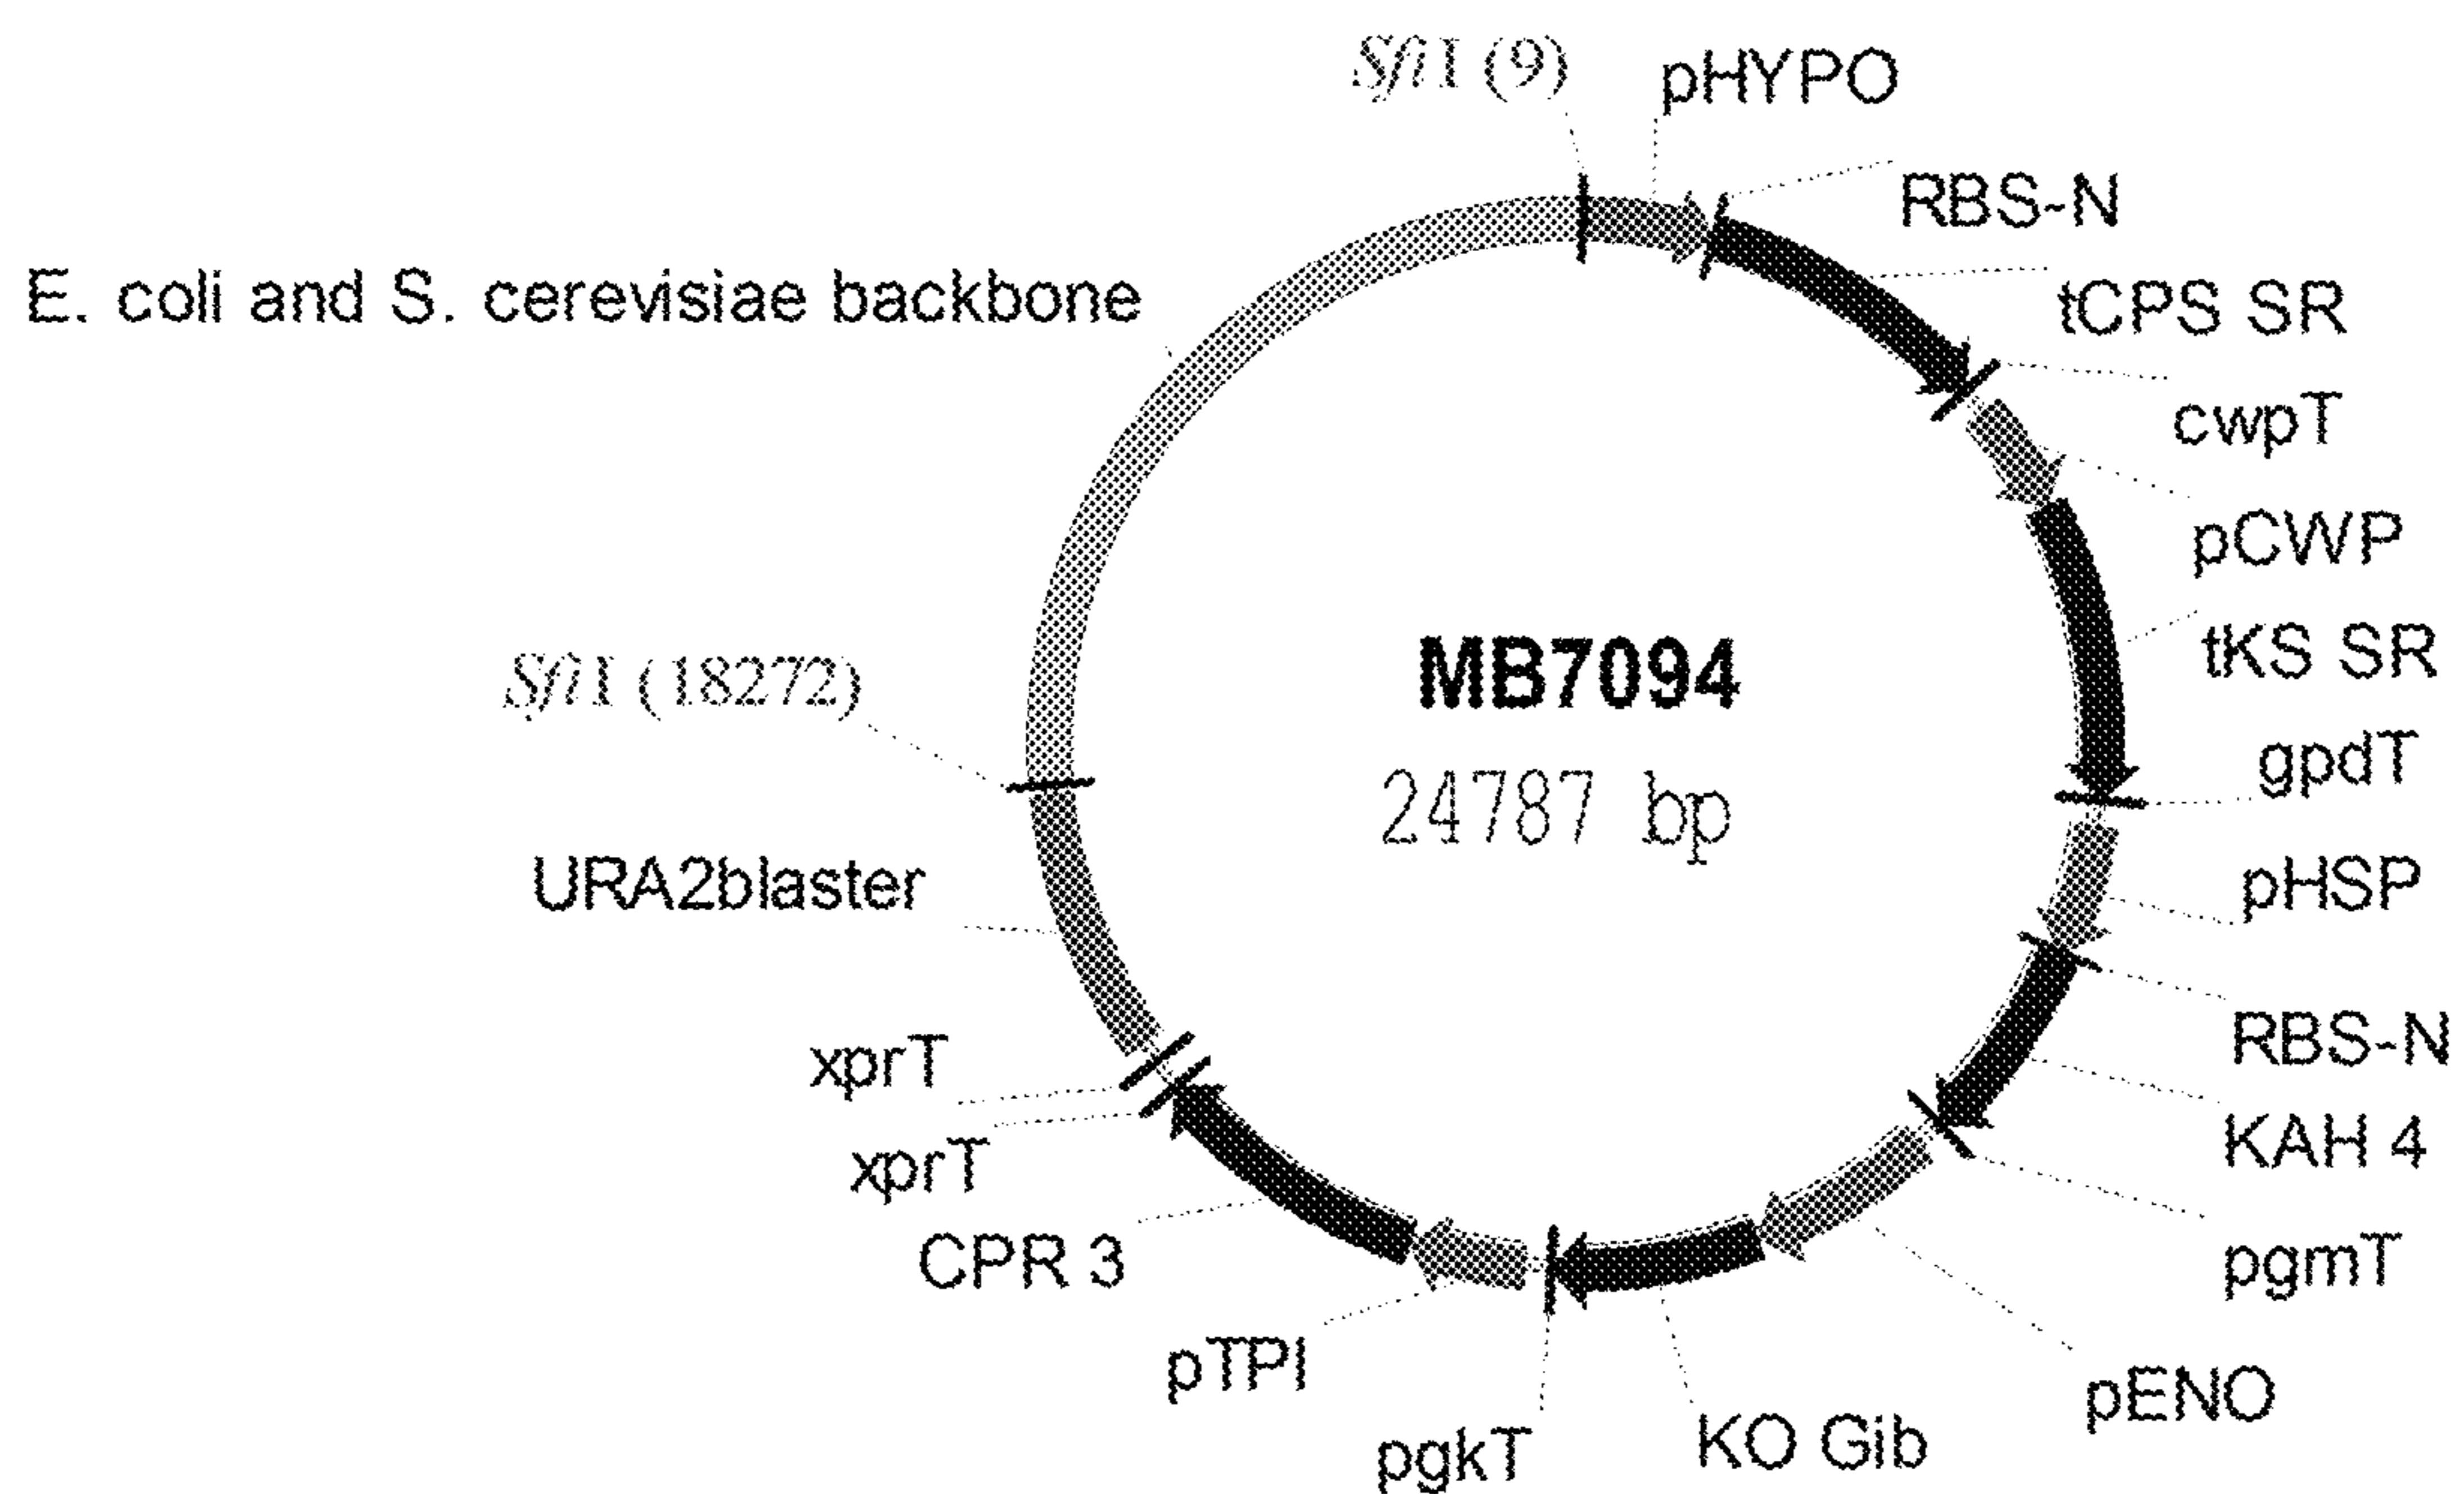 SfiI (9)
pHYPO
RBS-N
tCPS SR
cwpT
pCWP
tKS SR
gpdT
pHSP
RBS-N
KAH 4
pgmT
pENO
KO Gib
pgkT
pTPI
CPR 3
xprT
xprT
URA2blaster
SfiI (18272)
E. coli and S. cerevisiae backbone
MB7094
24787 bp